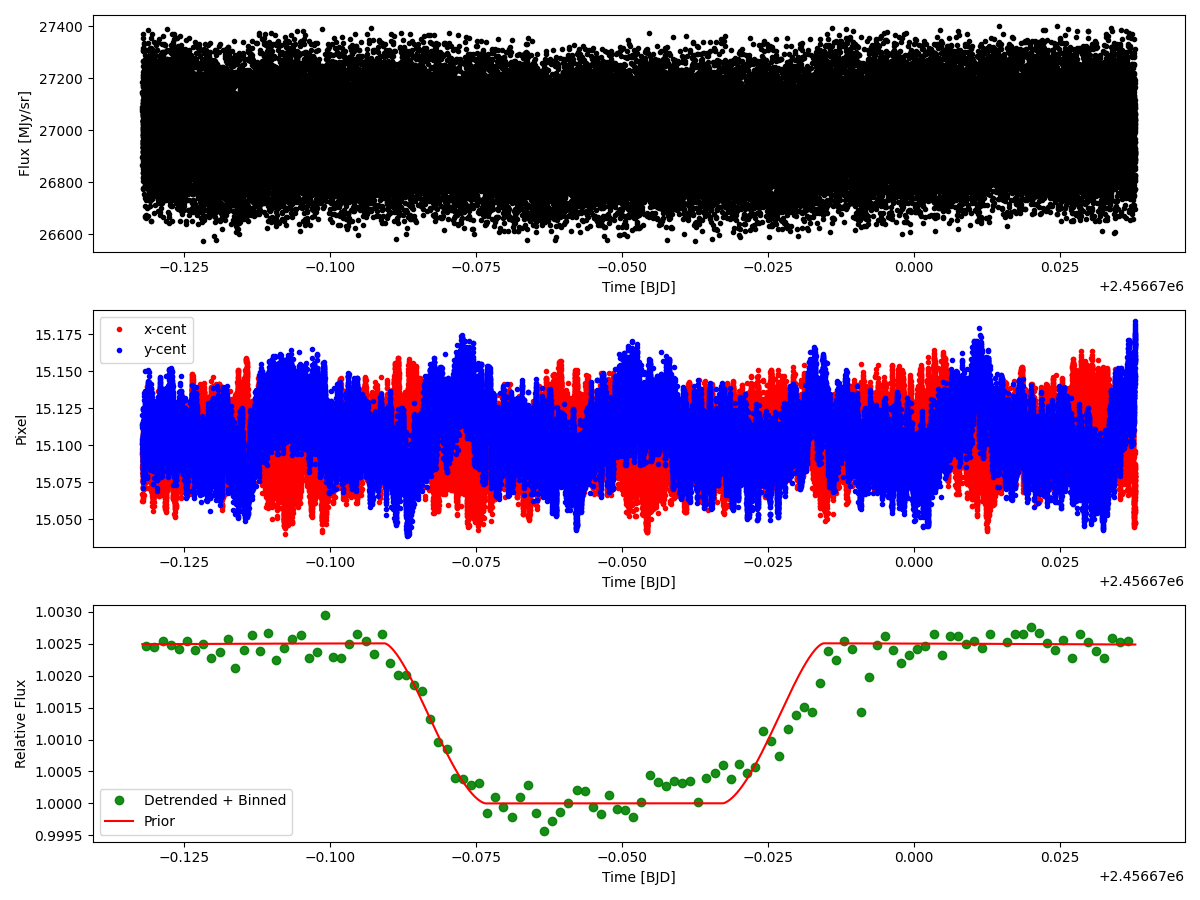 27400
27200
27000
26800
26600
Flux [MJy/sr]
−0.125 −0.100 −0.075 −0.050 −0.025 0.000 0.025
Time [BJD]
+2.45667e6
15.175
15.150
15.125
15.100
15.075
15.050
Pixel
x-cent
y-cent
−0.125 −0.100 −0.075 −0.050 −0.025 0.000 0.025
Time [BJD]
+2.45667e6
1.0030
1.0025
1.0020
1.0015
1.0010
1.0005
1.0000
0.9995
Relative Flux
Detrended + Binned
Prior
−0.125 −0.100 −0.075 −0.050 −0.025 0.000 0.025
Time [BJD]
+2.45667e6